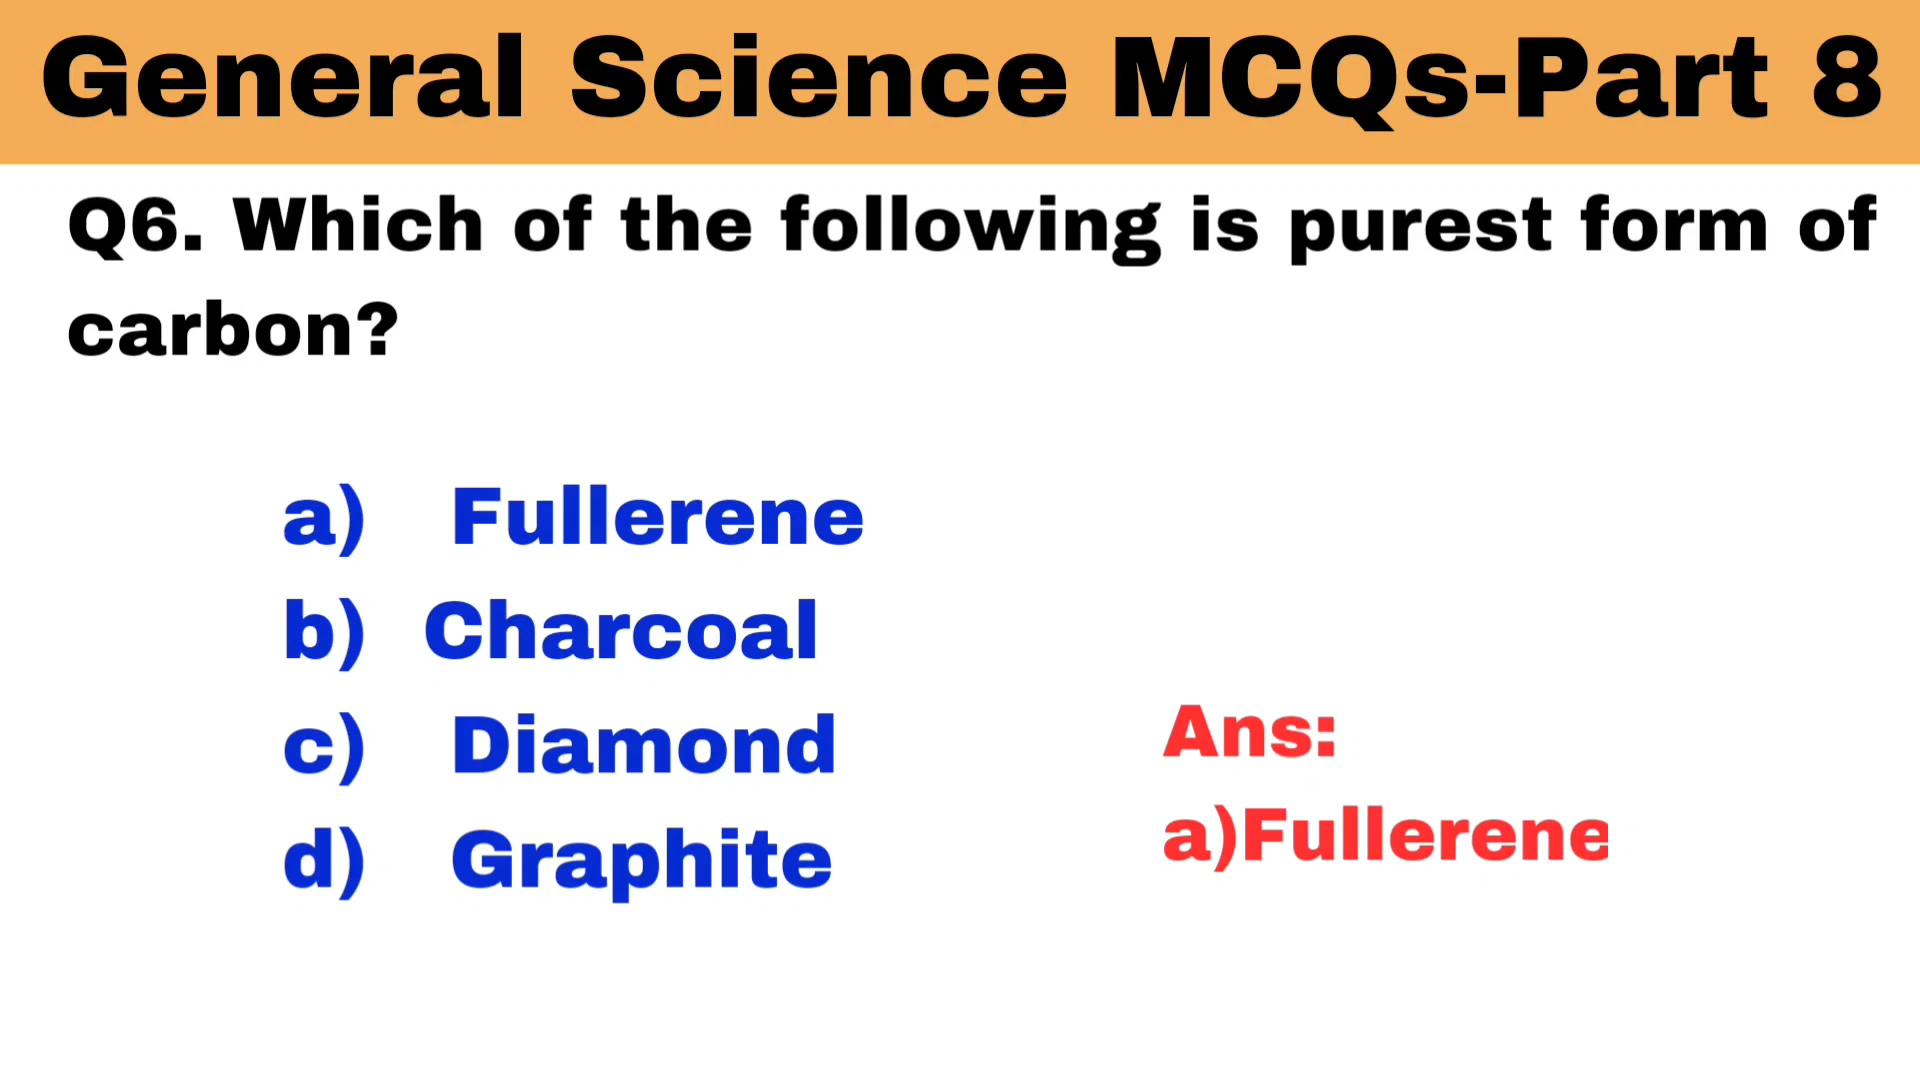 General Science MCQs-Part 8
Q6. Which of the following is purest form of
carbon?
a) Fullerene
b) Charcoal
c) Diamond
d) Graphite
Ans:
a)Fullerene